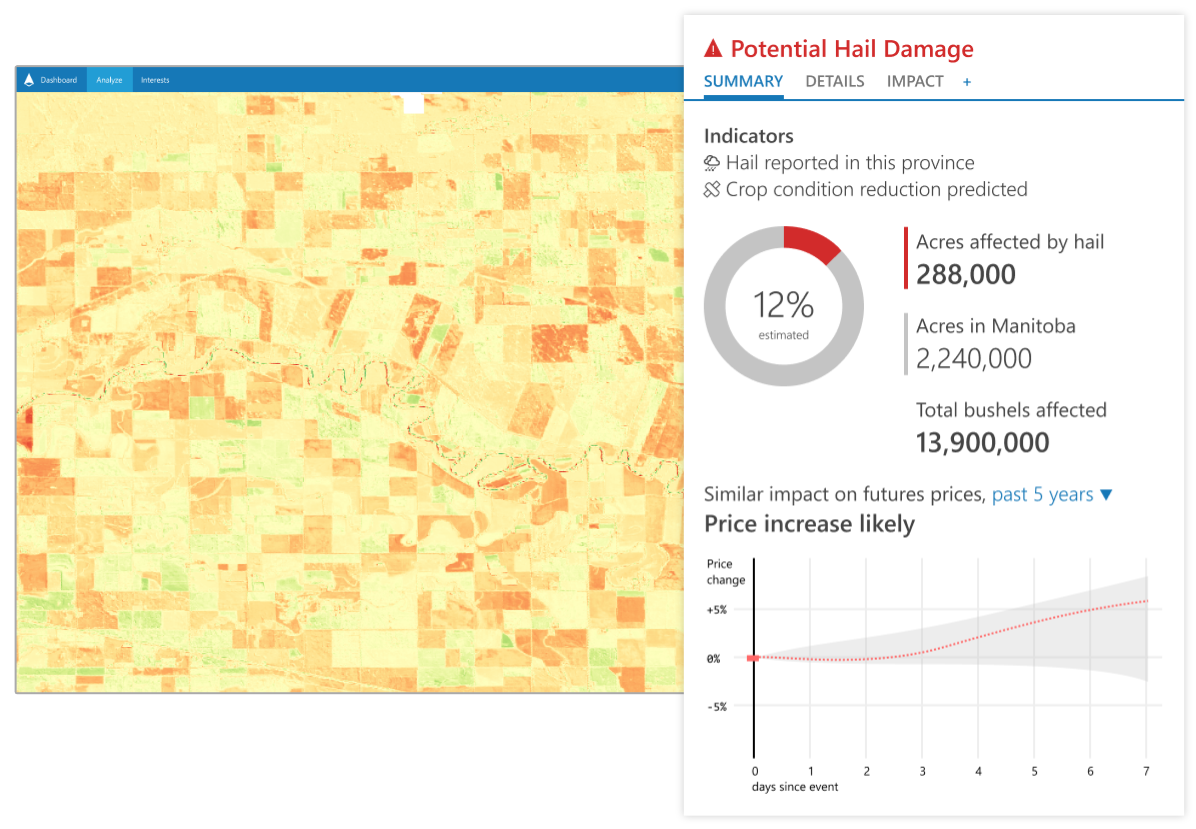 Dashboard Analyze Interests
Potential Hail Damage
SUMMARY DETAILS IMPACT +
Indicators
Hail reported in this province
Crop condition reduction predicted
12%
estimated
Acres affected by hail
288,000
Acres in Manitoba
2,240,000
Total bushels affected
13,900,000
Similar impact on futures prices, past 5 years ▼
Price increase likely
Price
change
+5%
0%
-5%
0 1 2 3 4 5 6 7
days since event